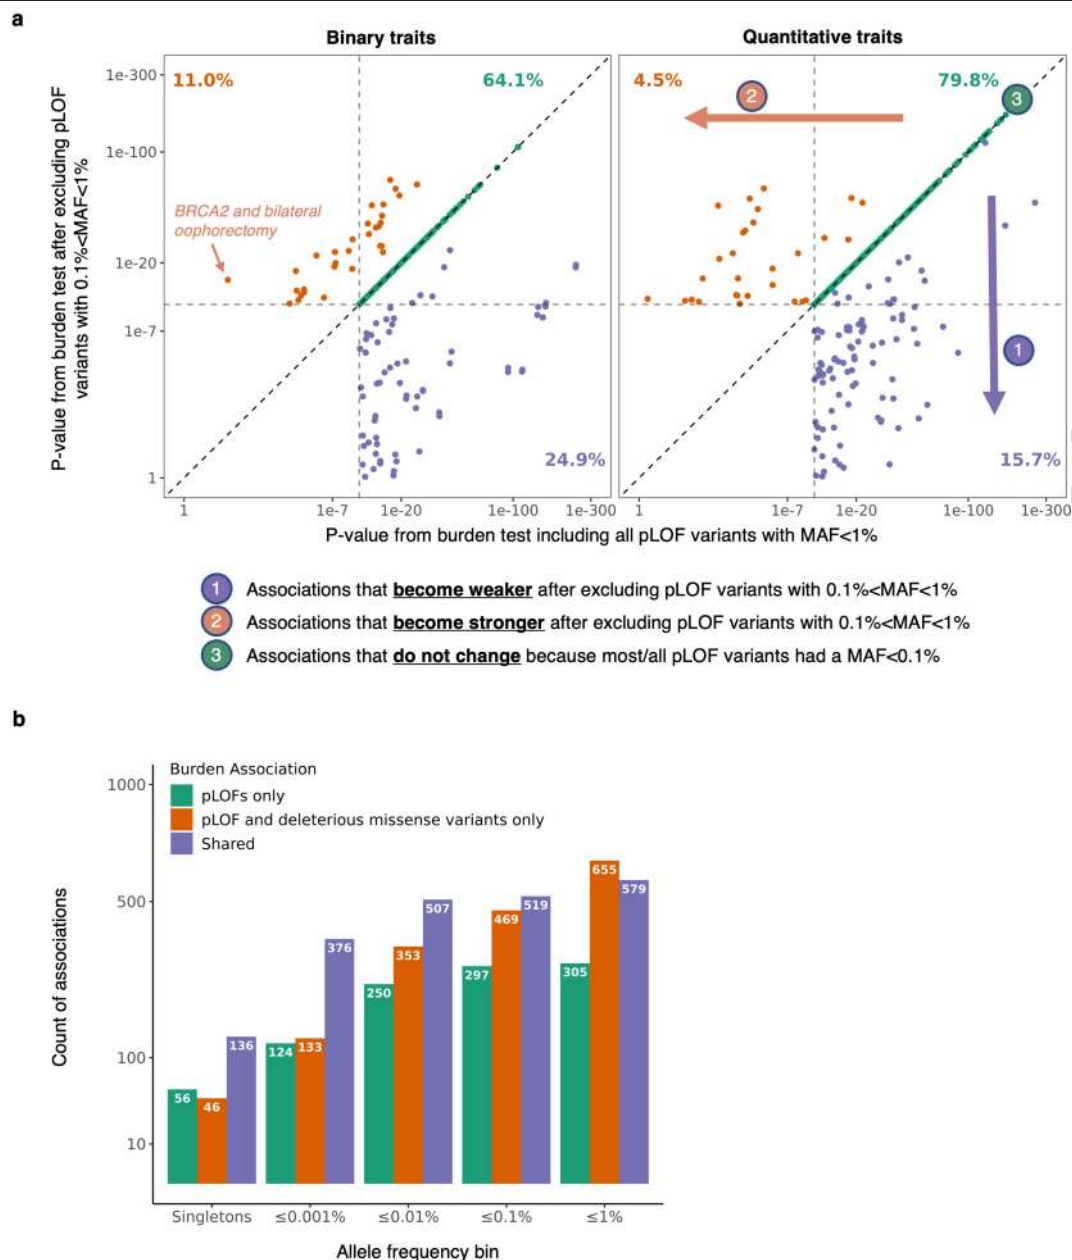 a
Binary traits
Quantitative traits
P-value from burden test after excluding pLOF
variants with 0.1%<MAF<1%
1e-300
1e-100
1e-20
1e-7
1
11.0%
64.1%
BRCA2 and bilateral
oophorectomy
24.9%
4.5%
2
79.8%
3
1
15.7%
1
1e-7
1e-20
1e-100
1e-300
1
1e-7
1e-20
1e-100
1e-300
P-value from burden test including all pLOF variants with MAF<1%
1 Associations that become weaker after excluding pLOF variants with 0.1%<MAF<1%
2 Associations that become stronger after excluding pLOF variants with 0.1%<MAF<1%
3 Associations that do not change because most/all pLOF variants had a MAF<0.1%
b
Count of associations
1000
500
100
10
Burden Association
pLOFs only
pLOF and deleterious missense variants only
Shared
56
46
136
124
133
376
250
353
507
297
469
519
305
655
579
Singletons
≤0.001%
≤0.01%
≤0.1%
≤1%
Allele frequency bin